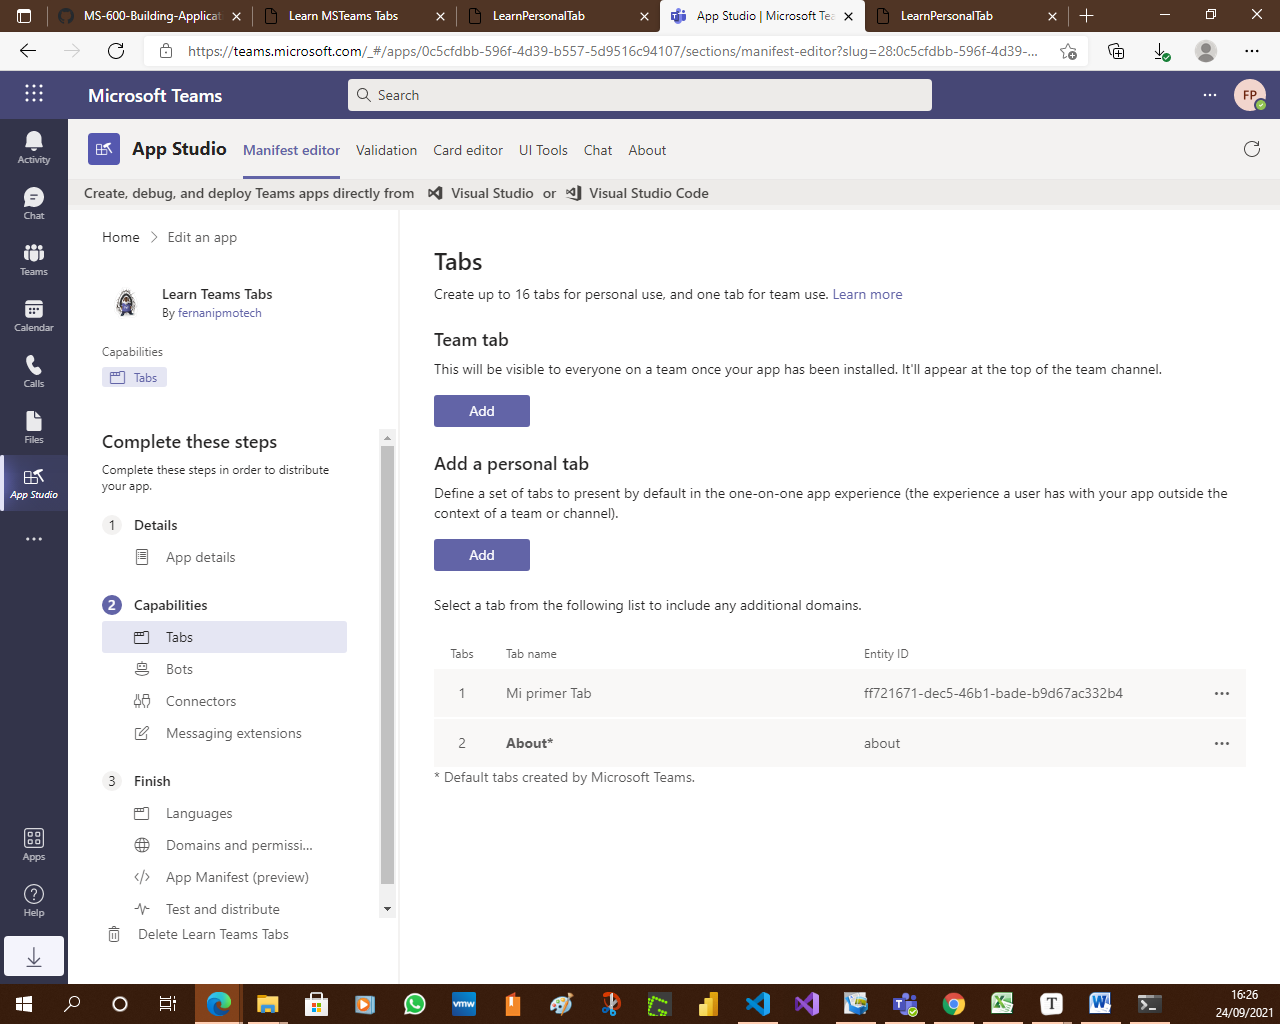 MS-600-Building-Applicat
Learn MSTeams Tabs
LearnPersonalTab
App Studio | Microsoft Tea
LearnPersonalTab
https://teams.microsoft.com/_#/apps/0c5cfdbb-596f-4d39-b557-5d9516c94107/sections/manifest-editor?slug=28:0c5cfdbb-596f-4d39-...
Microsoft Teams
Search
FP
Activity
Chat
Teams
Calendar
Calls
Files
App Studio
Apps
Help
App Studio
Manifest editor
Validation
Card editor
UI Tools
Chat
About
Create, debug, and deploy Teams apps directly from Visual Studio or Visual Studio Code
Home > Edit an app
Learn Teams Tabs
By fernanipmotech
Capabilities
Tabs
Complete these steps
Complete these steps in order to distribute
your app.
1 Details
App details
2 Capabilities
Tabs
Bots
Connectors
Messaging extensions
3 Finish
Languages
Domains and permissi...
App Manifest (preview)
Test and distribute
Delete Learn Teams Tabs
Tabs
Create up to 16 tabs for personal use, and one tab for team use. Learn more
Team tab
This will be visible to everyone on a team once your app has been installed. It'll appear at the top of the team channel.
Add
Add a personal tab
Define a set of tabs to present by default in the one-on-one app experience (the experience a user has with your app outside the
context of a team or channel).
Add
Select a tab from the following list to include any additional domains.
Tabs Tab name Entity ID
1 Mi primer Tab ff721671-dec5-46b1-bade-b9d67ac332b4
2 About* about
* Default tabs created by Microsoft Teams.
vmw
16:26
24/09/2021